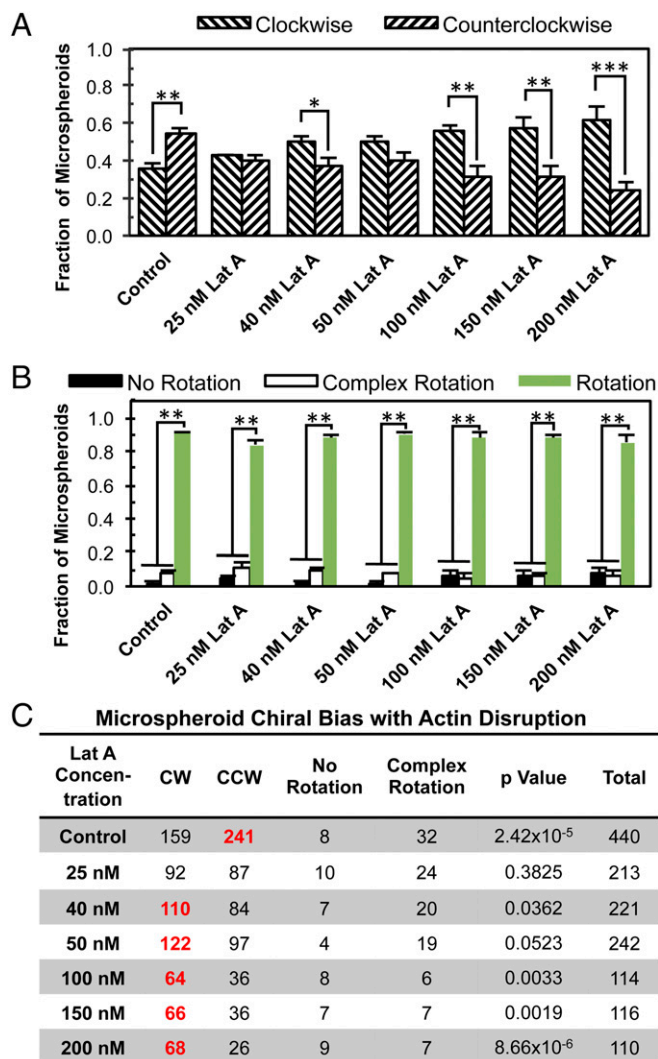 A
Clockwise Counterclockwise
Fraction of Microspheroids
1.0
0.8
0.6
0.4
0.2
0.0
** * ** ** ***
Control 25 nM Lat A 40 nM Lat A 50 nM Lat A 100 nM Lat A 150 nM Lat A 200 nM Lat A
B
No Rotation Complex Rotation Rotation
Fraction of Microspheroids
1.0
0.8
0.6
0.4
0.2
0.0
** ** ** ** ** ** **
Control 25 nM Lat A 40 nM Lat A 50 nM Lat A 100 nM Lat A 150 nM Lat A 200 nM Lat A
C Microspheroid Chiral Bias with Actin Disruption
Lat A Concen- tration CW CCW No Rotation Complex Rotation p Value Total
Control 159 241 8 32 2.42x10⁻⁵ 440
25 nM 92 87 10 24 0.3825 213
40 nM 110 84 7 20 0.0362 221
50 nM 122 97 4 19 0.0523 242
100 nM 64 36 8 6 0.0033 114
150 nM 66 36 7 7 0.0019 116
200 nM 68 26 9 7 8.66x10⁻⁶ 110